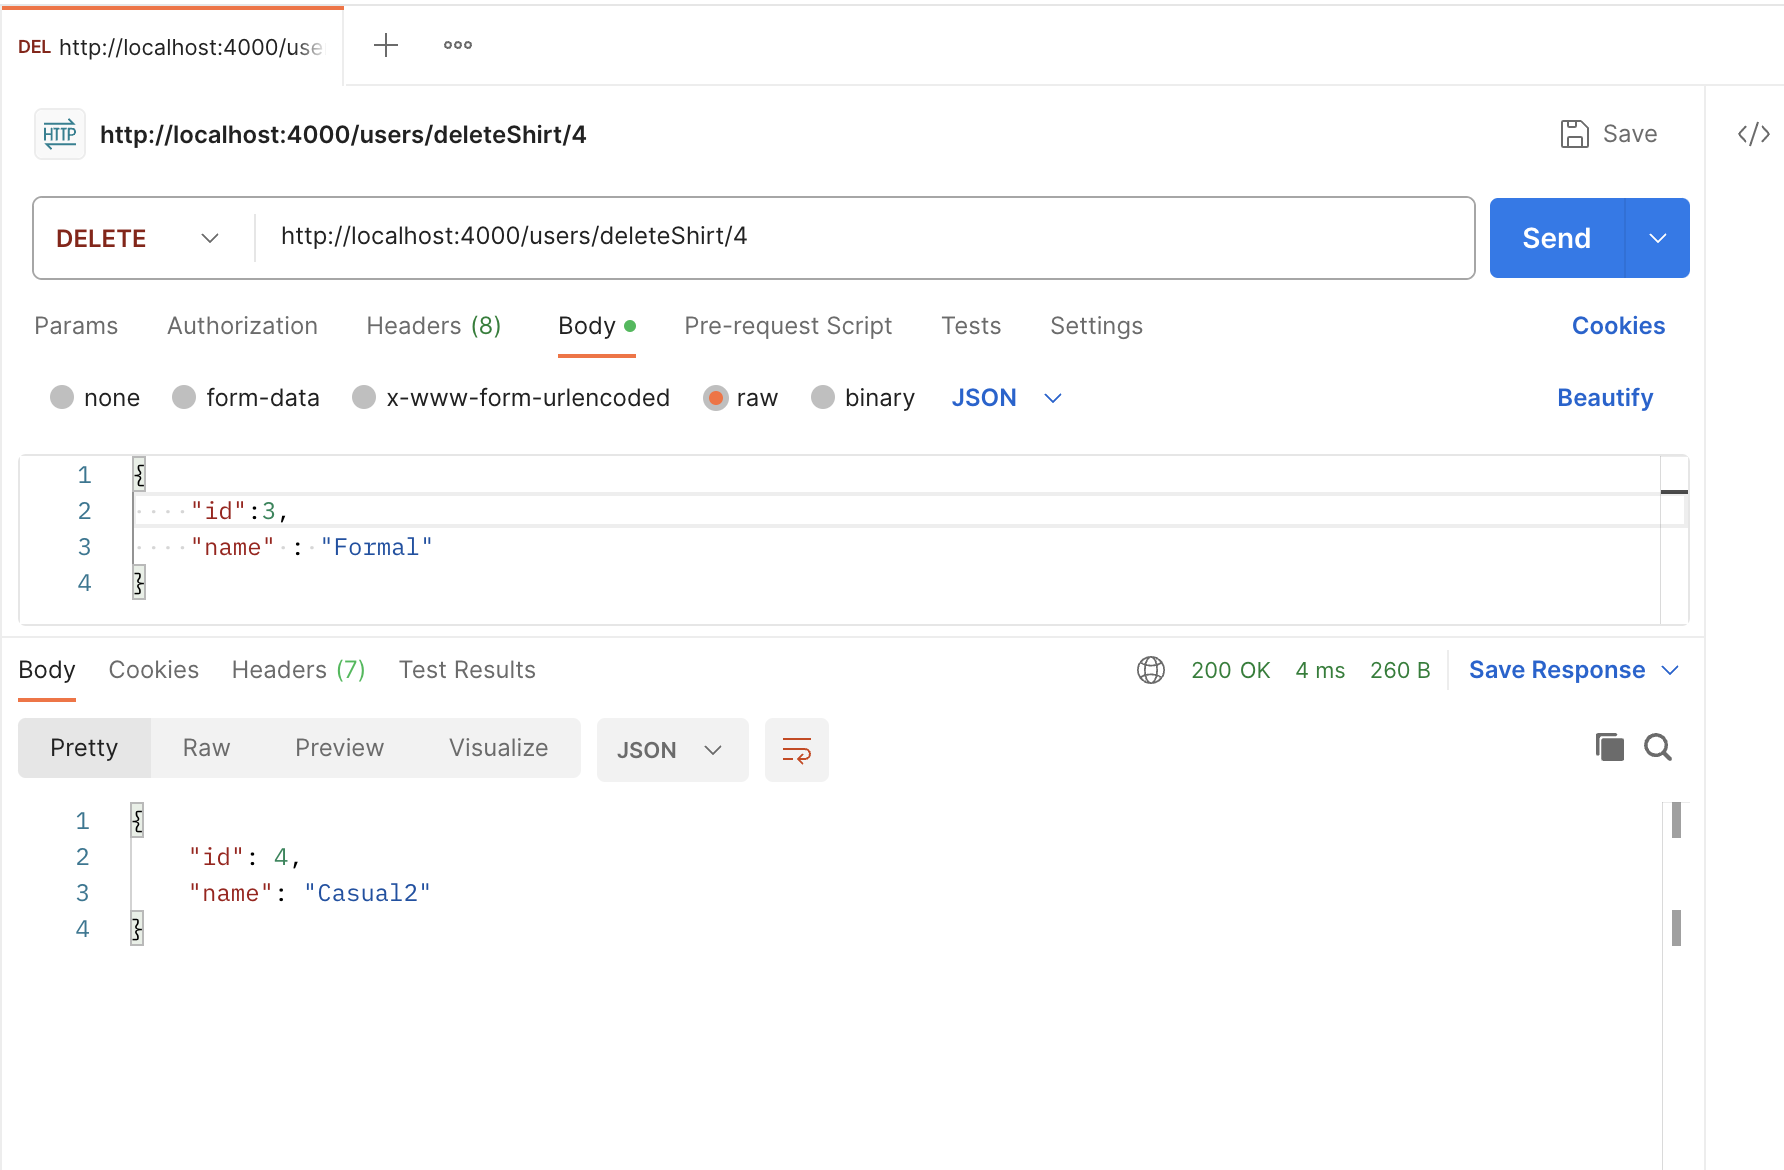 DEL http://localhost:4000/use
HTTP http://localhost:4000/users/deleteShirt/4 Save </>
DELETE http://localhost:4000/users/deleteShirt/4 Send
Params Authorization Headers (8) Body Pre-request Script Tests Settings Cookies
none form-data x-www-form-urlencoded raw binary JSON Beautify
1 {
2 "id":3,
3 "name" : "Formal"
4 }
Body Cookies Headers (7) Test Results 200 OK 4 ms 260 B Save Response
Pretty Raw Preview Visualize JSON
1 {
2 "id": 4,
3 "name": "Casual2"
4 }